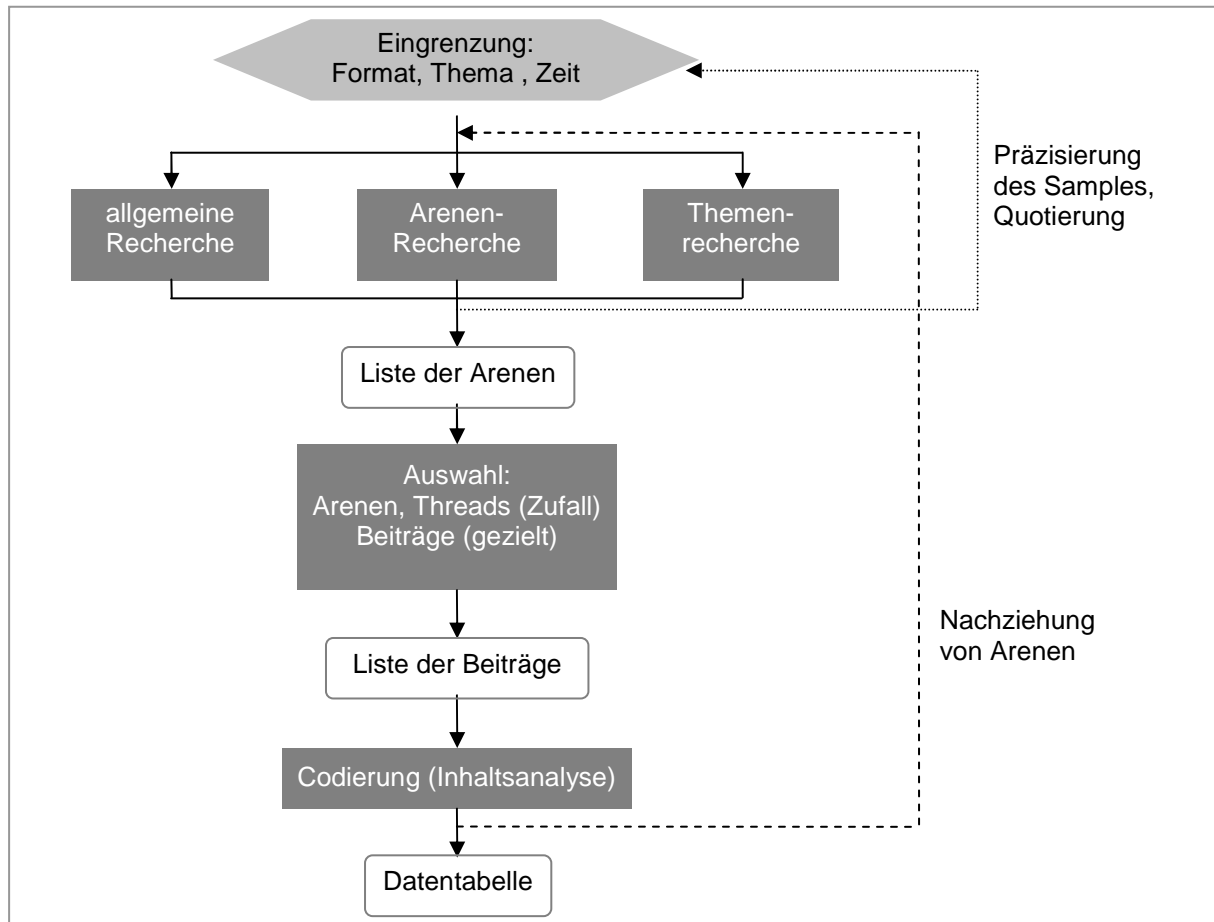 Eingrenzung:
Format, Thema , Zeit
Präzisierung
des Samples,
Quotierung
allgemeine
Recherche
Arenen-
Recherche
Themen-
recherche
Liste der Arenen
Auswahl:
Arenen, Threads (Zufall)
Beiträge (gezielt)
Nachziehung
von Arenen
Liste der Beiträge
Codierung (Inhaltsanalyse)
Datentabelle